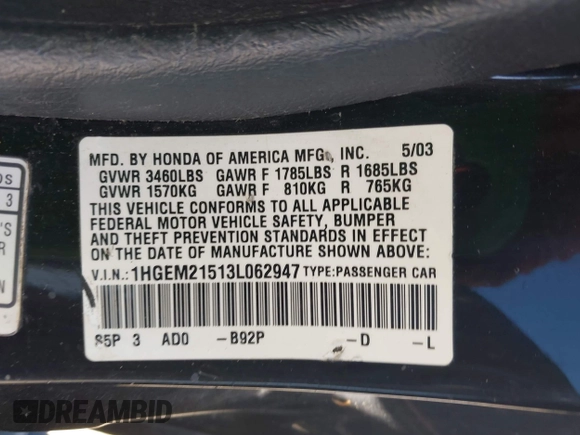 MFD. BY HONDA OF AMERICA MFG., INC. 5/03
GVWR 3460LBS GAWR F 1785LBS R 1685LBS
GVWR 1570KG GAWR F 810KG R 765KG
THIS VEHICLE CONFORMS TO ALL APPLICABLE
FEDERAL MOTOR VEHICLE SAFETY, BUMPER
AND THEFT PREVENTION STANDARDS IN EFFECT
ON THE DATE OF MANUFACTURE SHOWN ABOVE:
V.I.N.:1HGEM21513L062947 TYPE:PASSENGER CAR
S5P 3 AD0 -B92P -D -L
3
'S
R
DREAMBID